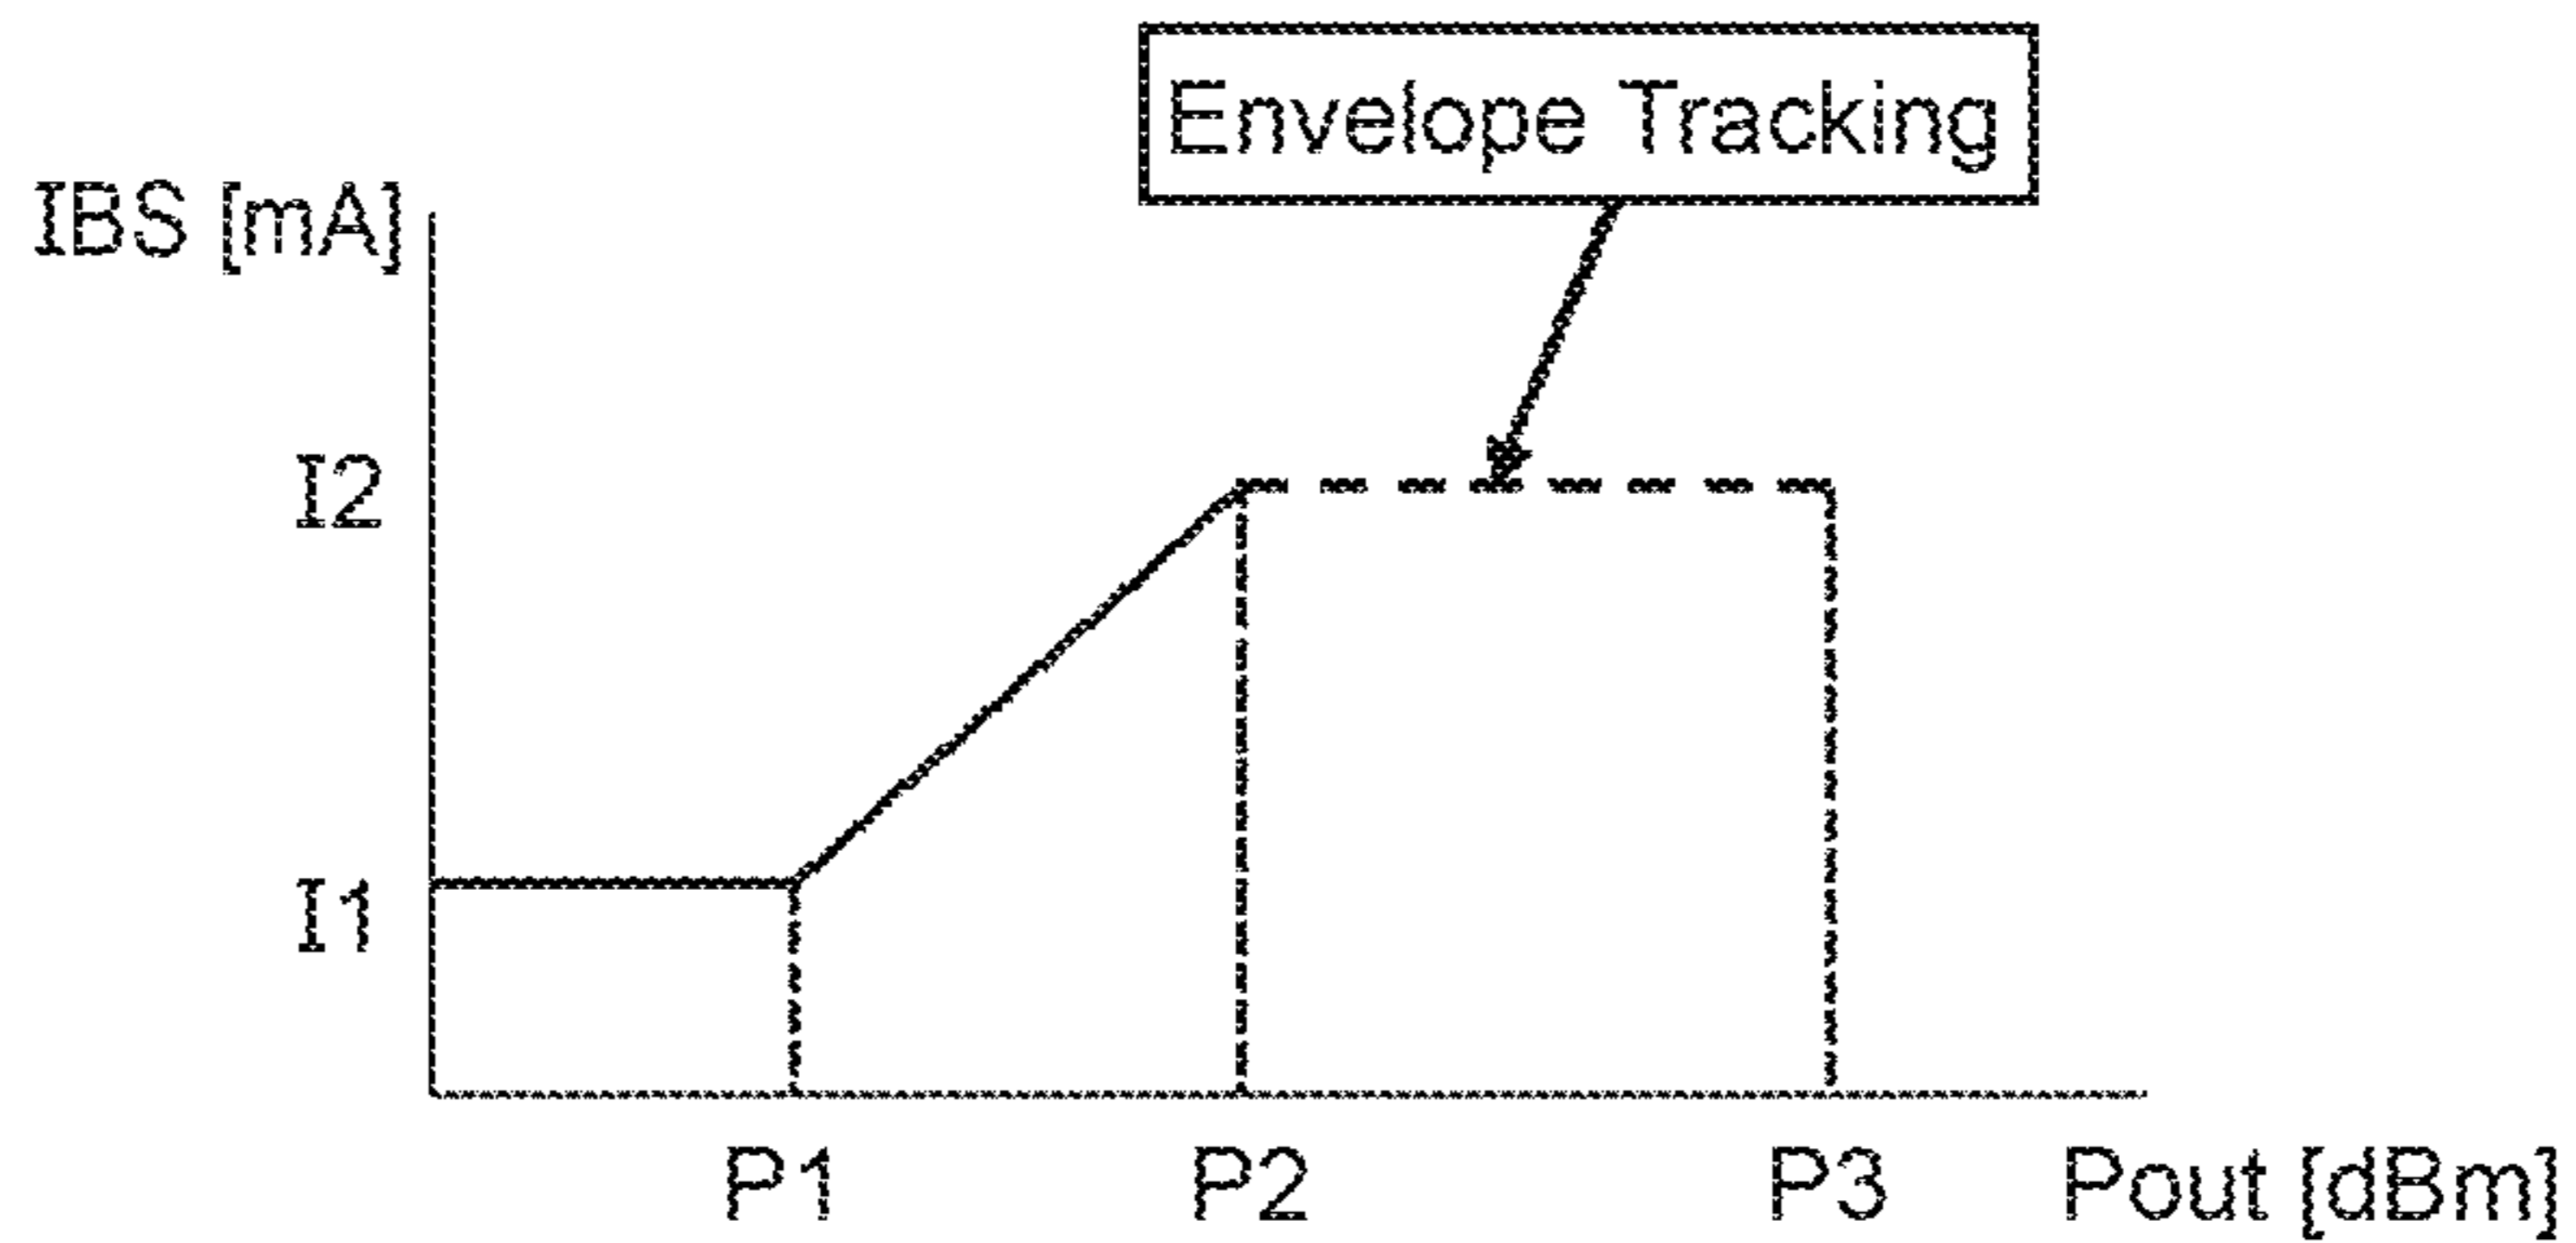 Envelope Tracking
IBS [mA]
I2
I1
P1 P2 P3 Pout [dBm]